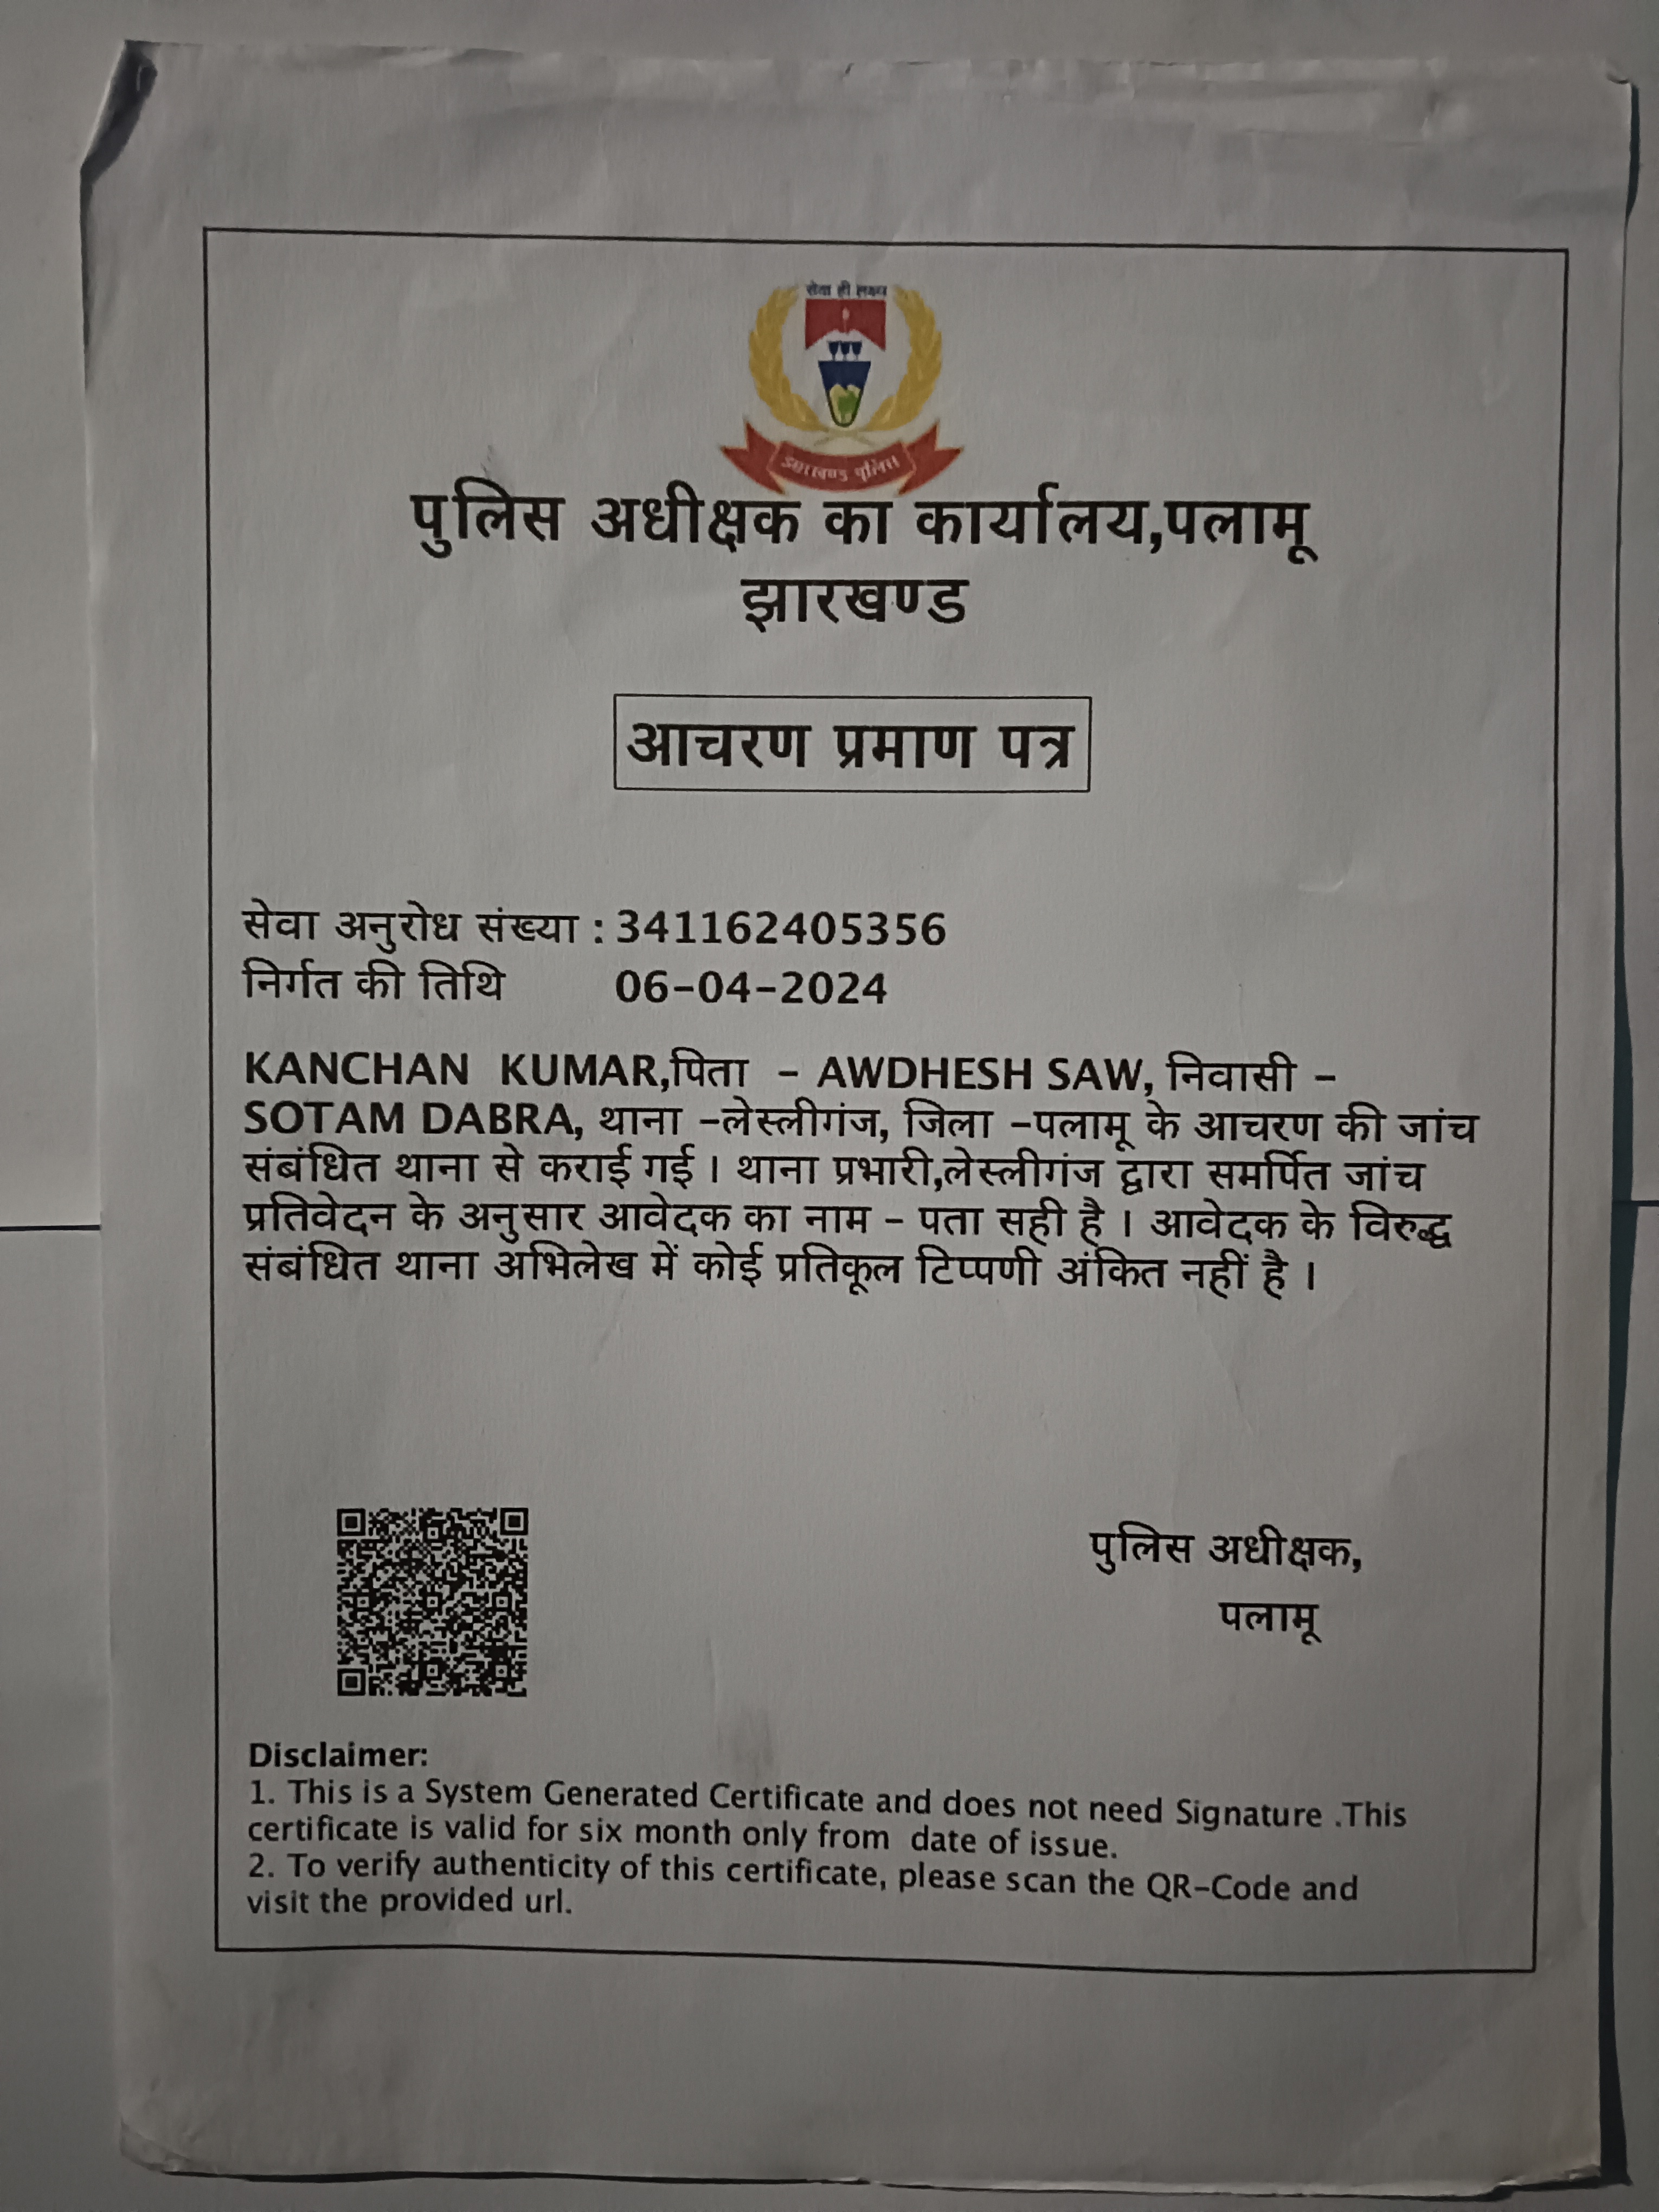 सेवा ही लक्ष्य
झारखण्ड पुलिस
पुलिस अधीक्षक का कार्यालय,पलामू
झारखण्ड
आचरण प्रमाण पत्र
सेवा अनुरोध संख्या : 341162405356
निर्गत की तिथि 06-04-2024
KANCHAN KUMAR,पिता - AWDHESH SAW, निवासी -
SOTAM DABRA, थाना -लेस्लीगंज, जिला -पलामू के आचरण की जांच
संबंधित थाना से कराई गई । थाना प्रभारी,लेस्लीगंज द्वारा समर्पित जांच
प्रतिवेदन के अनुसार आवेदक का नाम - पता सही है । आवेदक के विरुद्ध
संबंधित थाना अभिलेख में कोई प्रतिकूल टिप्पणी अंकित नहीं है ।
पुलिस अधीक्षक,
पलामू
Disclaimer:
1. This is a System Generated Certificate and does not need Signature .This
certificate is valid for six month only from date of issue.
2. To verify authenticity of this certificate, please scan the QR-Code and
visit the provided url.